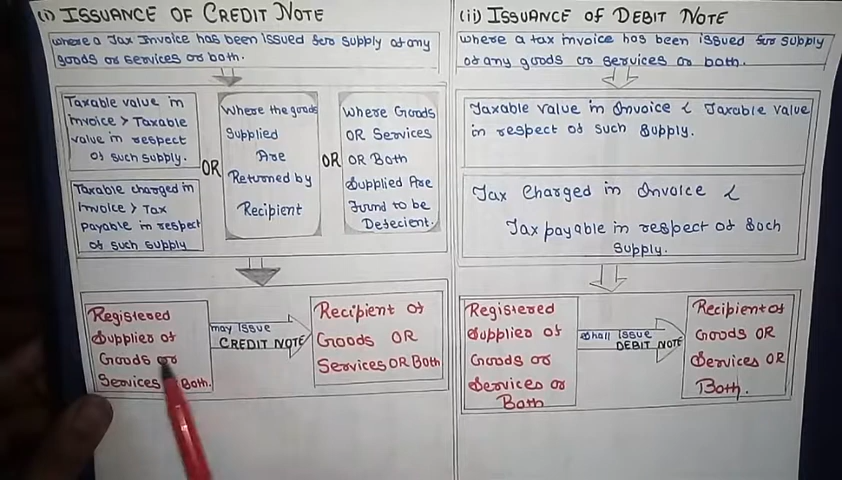 (i) ISSUANCE OF CREDIT NOTE
where a Tax Invoice has been issued for supply of any
goods or services or both.
Taxable value in
invoice > Taxable
value in respect
of such supply.
Taxable charged in
Invoice > Tax
payable in respect
of such supply
OR
where the goods
Supplied
Are
Returned by
Recipient
OR
Where Goods
OR Services
OR Both
Supplied Are
Found to be
Deficient.
Registered
Supplies of
Goods or
Services or Both.
may issue
CREDIT NOTE
Recipient of
Goods OR
Services OR Both
(ii) ISSUANCE OF DEBIT NOTE
where a tax invoice has been issued for supply
of any goods or services or both.
Taxable value in Invoice < Taxable value
in respect of such supply.
Tax Charged in Invoice <
Tax payable in respect of Such
supply.
Registered
Supplies of
Goods or
Services or
Both
Shall Issue
DEBIT NOTE
Recipient of
Goods OR
Services OR
Both.